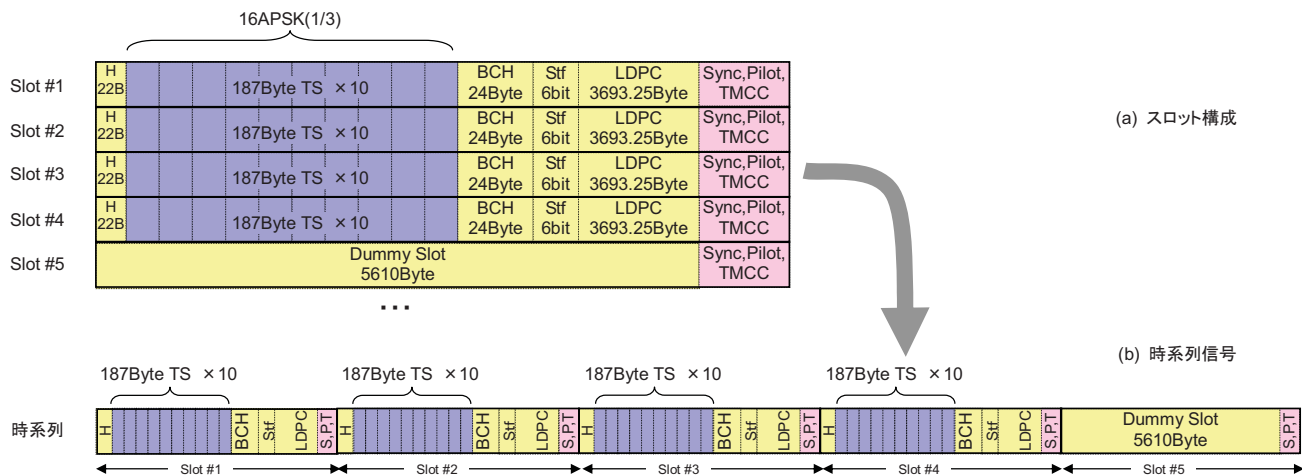 16APSK(1/3)
Slot #1
H
22B
187Byte TS ×10
BCH
24Byte
Stf
6bit
LDPC
3693.25Byte
Sync,Pilot,
TMCC
Slot #2
H
22B
187Byte TS ×10
BCH
24Byte
Stf
6bit
LDPC
3693.25Byte
Sync,Pilot,
TMCC
(a) スロット構成
Slot #3
H
22B
187Byte TS ×10
BCH
24Byte
Stf
6bit
LDPC
3693.25Byte
Sync,Pilot,
TMCC
Slot #4
H
22B
187Byte TS ×10
BCH
24Byte
Stf
6bit
LDPC
3693.25Byte
Sync,Pilot,
TMCC
Slot #5
Dummy Slot
5610Byte
Sync,Pilot,
TMCC
...
(b) 時系列信号
187Byte TS ×10
187Byte TS ×10
187Byte TS ×10
187Byte TS ×10
時系列
H
BCH
Stf
LDPC
S,P,T
H
BCH
Stf
LDPC
S,P,T
H
BCH
Stf
LDPC
S,P,T
H
BCH
Stf
LDPC
S,P,T
Dummy Slot
5610Byte
S,P,T
Slot #1
Slot #2
Slot #3
Slot #4
Slot #5